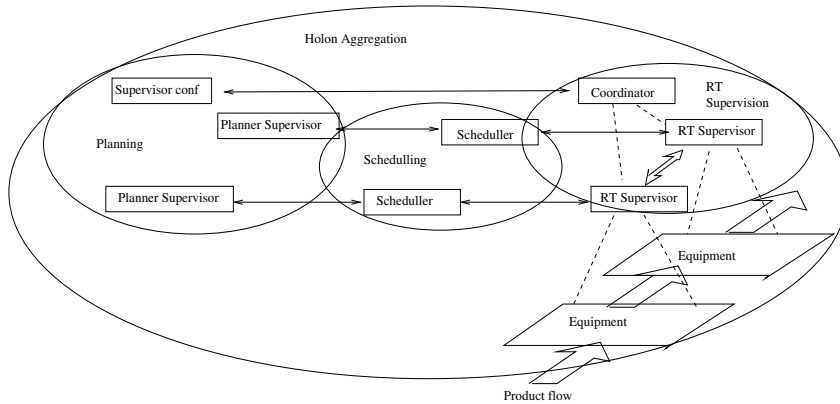 Holon Aggregation
Supervisor conf
Coordinator
RT
Supervision
Planner Supervisor
Scheduller
RT Supervisor
Planning
Schedulling
Planner Supervisor
Scheduller
RT Supervisor
Equipment
Equipment
Product flow